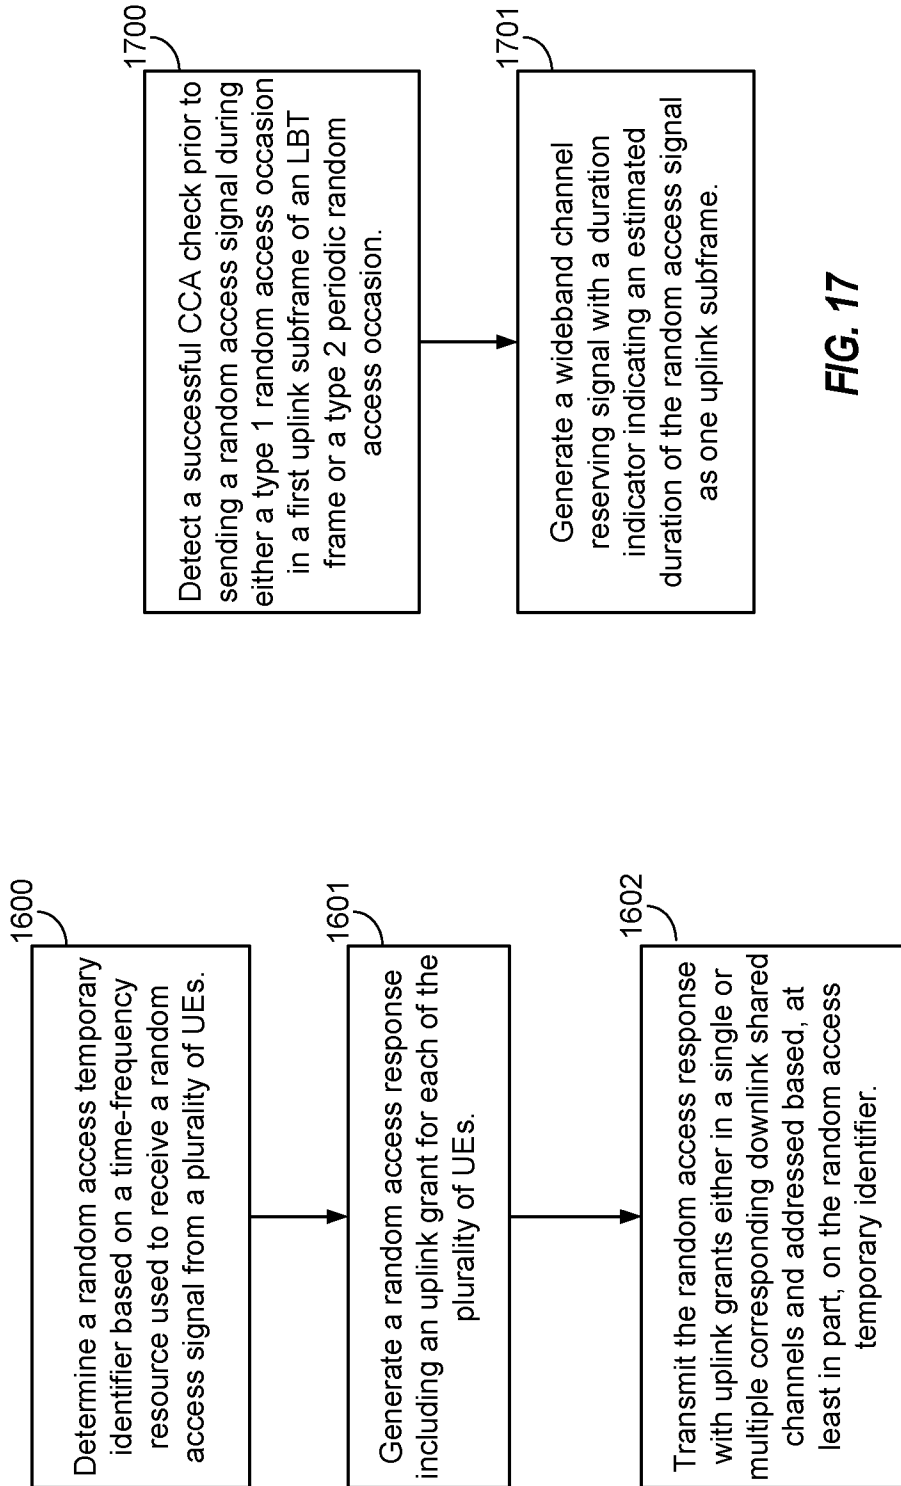 1600
Determine a random access temporary
identifier based on a time-frequency
resource used to receive a random
access signal from a plurality of UEs.
1601
Generate a random access response
including an uplink grant for each of the
plurality of UEs.
1602
Transmit the random access response
with uplink grants either in a single or
multiple corresponding downlink shared
channels and addressed based, at
least in part, on the random access
temporary identifier.
1700
Detect a successful CCA check prior to
sending a random access signal during
either a type 1 random access occasion
in a first uplink subframe of an LBT
frame or a type 2 periodic random
access occasion.
1701
Generate a wideband channel
reserving signal with a duration
indicator indicating an estimated
duration of the random access signal
as one uplink subframe.
FIG. 17